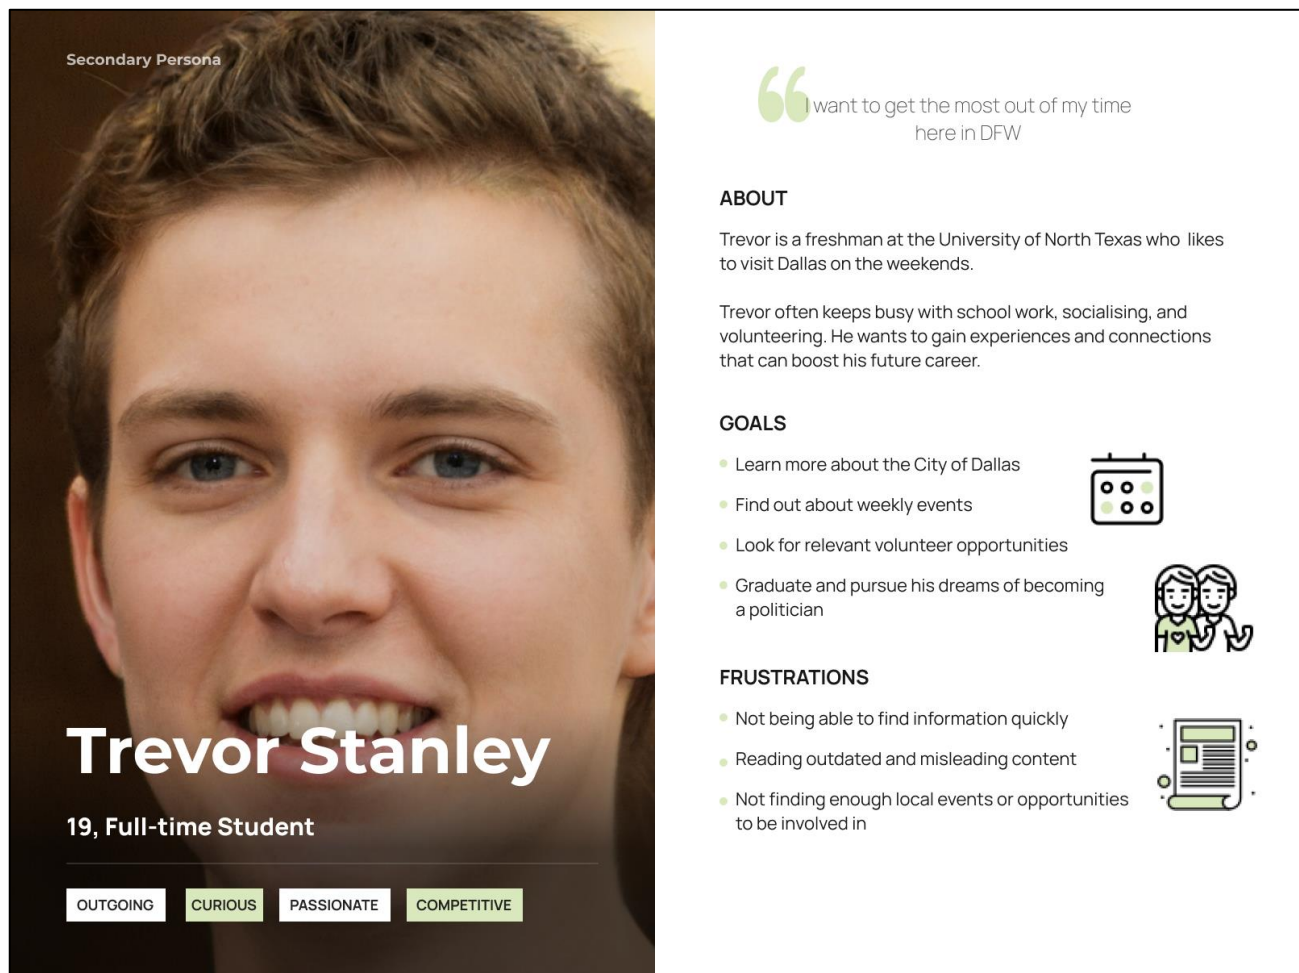 Secondary Persona
Trevor Stanley
19, Full-time Student
OUTGOING
CURIOUS
PASSIONATE
COMPETITIVE
I want to get the most out of my time
here in DFW
ABOUT
Trevor is a freshman at the University of North Texas who likes
to visit Dallas on the weekends.
Trevor often keeps busy with school work, socialising, and
volunteering. He wants to gain experiences and connections
that can boost his future career.
GOALS
Learn more about the City of Dallas
Find out about weekly events
Look for relevant volunteer opportunities
Graduate and pursue his dreams of becoming
a politician
FRUSTRATIONS
Not being able to find information quickly
Reading outdated and misleading content
Not finding enough local events or opportunities
to be involved in